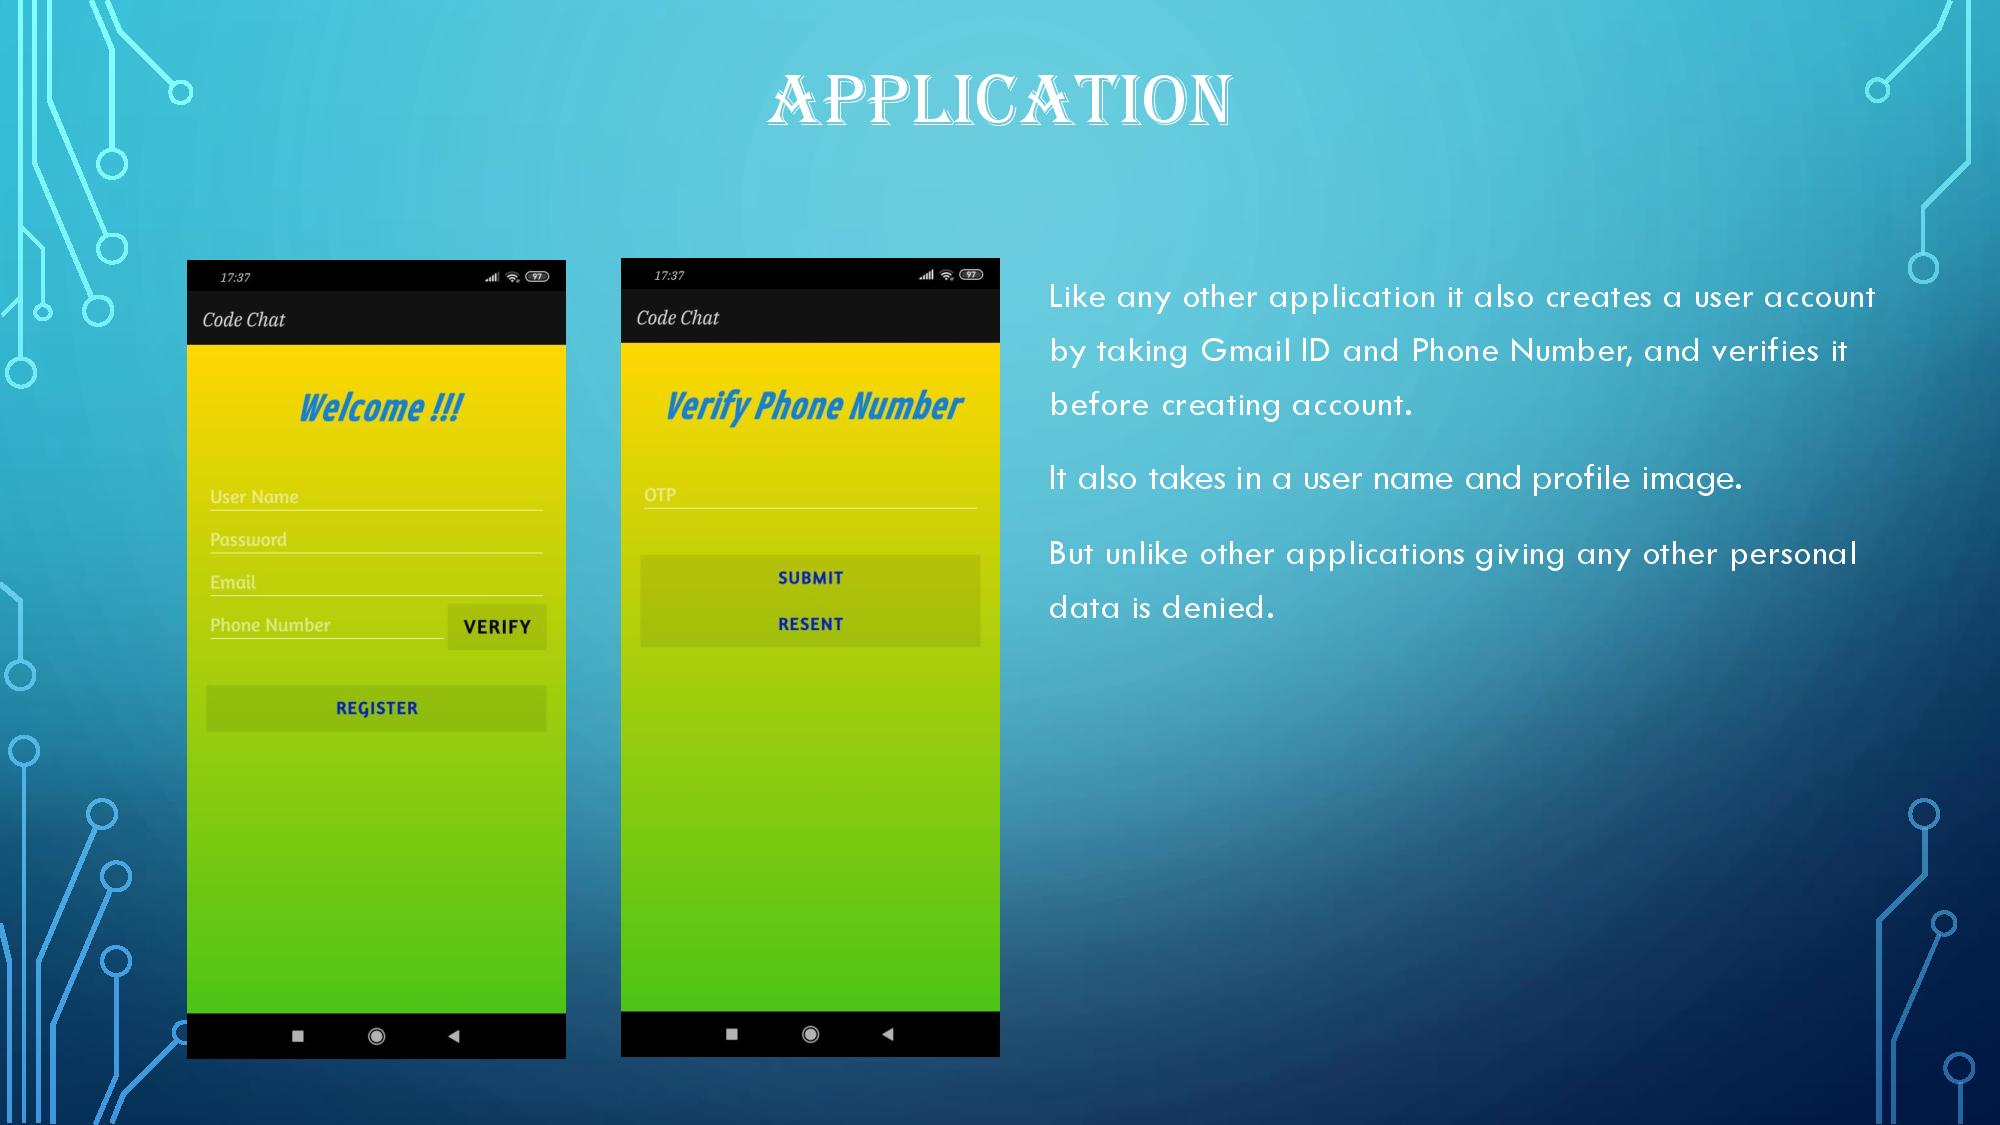 APPLICATION
17:37
97
Code Chat
Welcome !!!
User Name
Password
Email
Phone Number
VERIFY
REGISTER
17:37
97
Code Chat
Verify Phone Number
OTP
SUBMIT
RESENT
Like any other application it also creates a user account
by taking Gmail ID and Phone Number, and verifies it
before creating account.
It also takes in a user name and profile image.
But unlike other applications giving any other personal
data is denied.